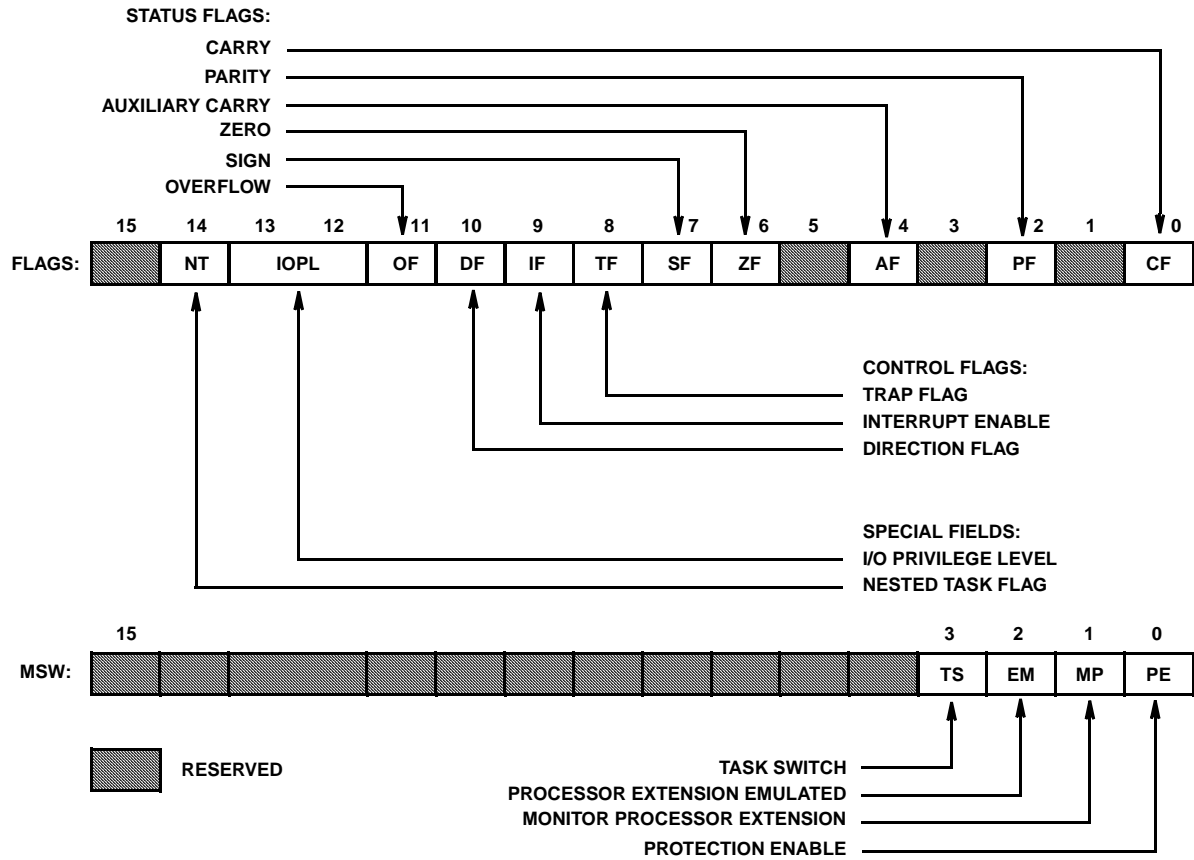 STATUS FLAGS:
CARRY
PARITY
AUXILIARY CARRY
ZERO
SIGN
OVERFLOW
15 14 13 12 11 10 9 8 7 6 5 4 3 2 1 0
FLAGS: NT IOPL OF DF IF TF SF ZF AF PF CF
CONTROL FLAGS:
TRAP FLAG
INTERRUPT ENABLE
DIRECTION FLAG
SPECIAL FIELDS:
I/O PRIVILEGE LEVEL
NESTED TASK FLAG
15 3 2 1 0
MSW: TS EM MP PE
RESERVED
TASK SWITCH
PROCESSOR EXTENSION EMULATED
MONITOR PROCESSOR EXTENSION
PROTECTION ENABLE